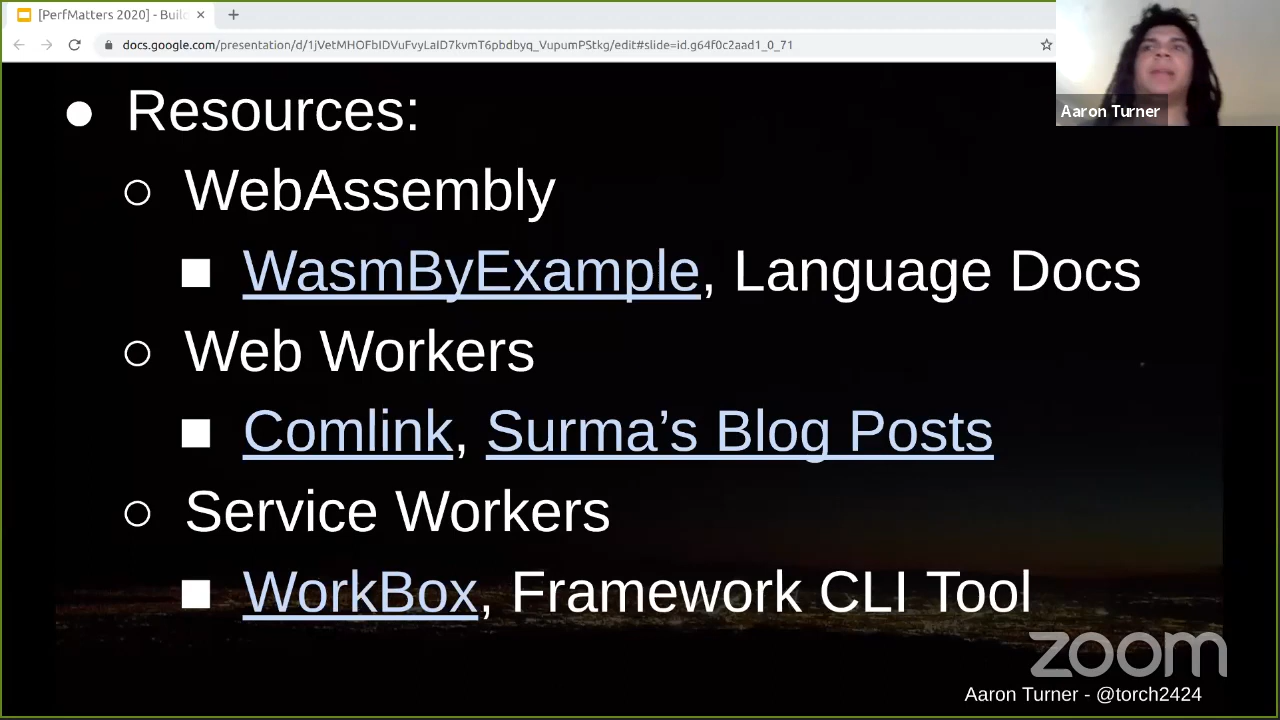 [PerfMatters 2020] - Buil
docs.google.com/presentation/d/1jVetMHOFbIDVuFvyLaID7kvmT6pbdbyq_VupumPStkg/edit#slide=id.g64f0c2aad1_0_71
Aaron Turner
Resources:
WebAssembly
WasmByExample, Language Docs
Web Workers
Comlink, Surma’s Blog Posts
Service Workers
WorkBox, Framework CLI Tool
zoom
Aaron Turner - @torch2424